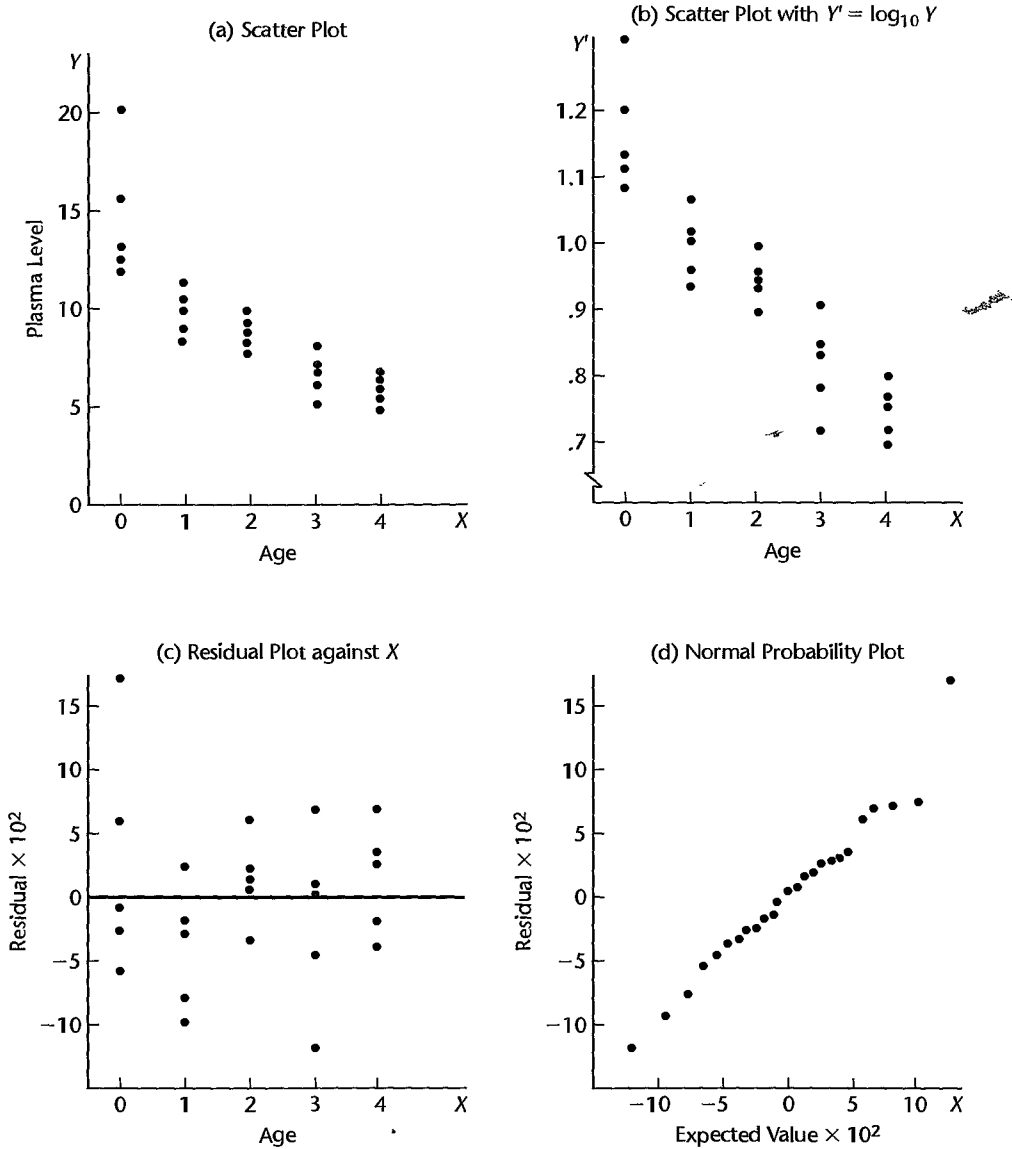 (a) Scatter Plot
Y
20
15
10
5
0
Plasma Level
0 1 2 3 4 X
Age
(b) Scatter Plot with Y' = log₁₀ Y
Y'
1.2
1.1
1.0
.9
.8
.7
0 1 2 3 4 X
Age
(c) Residual Plot against X
15
10
5
0
−5
−10
Residual × 10²
0 1 2 3 4 X
Age
(d) Normal Probability Plot
15
10
5
0
−5
−10
Residual × 10²
−10 −5 0 5 10 X
Expected Value × 10²